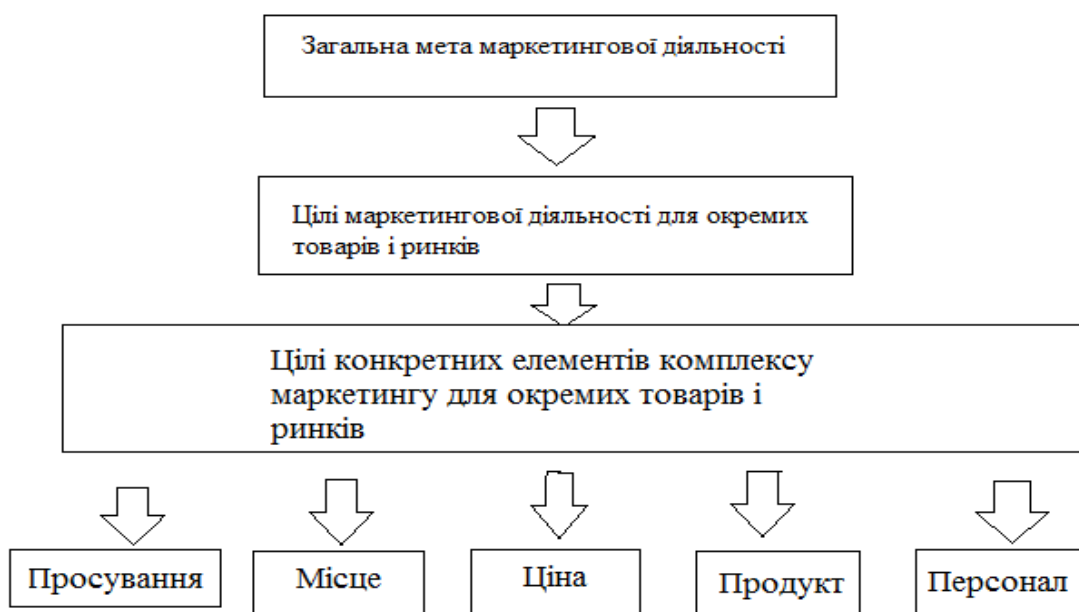 Загальна мета маркетингової діяльності
Цілі маркетингової діяльності для окремих
товарів і ринків
Цілі конкретних елементів комплексу
маркетингу для окремих товарів і
ринків
Просування
Місце
Ціна
Продукт
Персонал